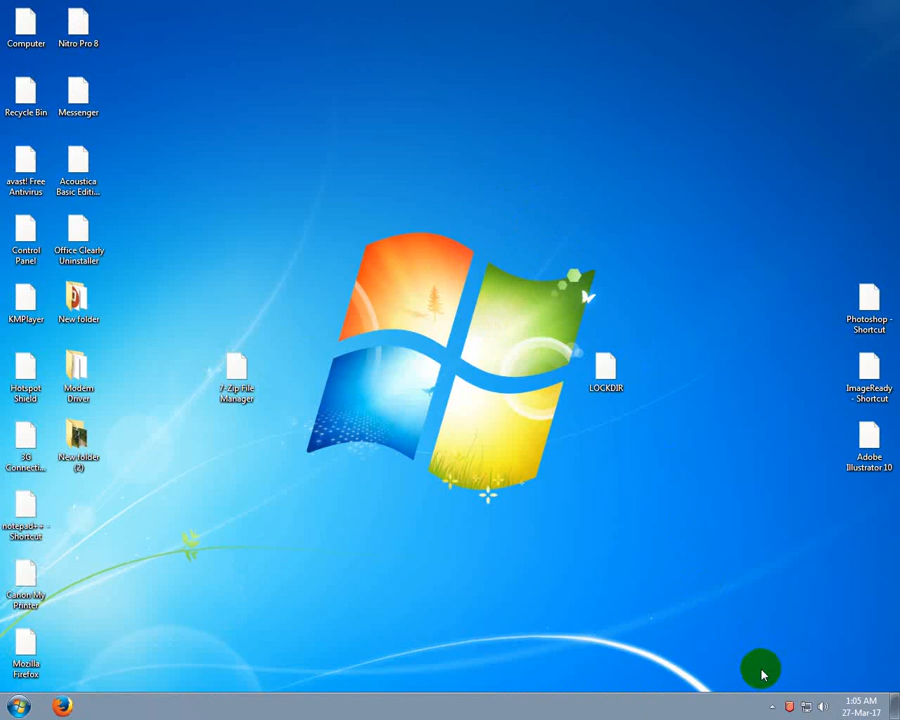 Computer
Nitro Pro 8
Recycle Bin
Messenger
avast! Free
Antivirus
Acoustica
Basic Editi...
Control
Panel
Office Clearly
Uninstaller
KMPlayer
New folder
Hotspot
Shield
Modem
Driver
3G
Connecti...
New folder
(2)
notepad++ -
Shortcut
Canon My
Printer
Mozilla
Firefox
7-Zip File
Manager
LOCKDIR
Photoshop -
Shortcut
ImageReady
- Shortcut
Adobe
Illustrator 10
1:05 AM
27-Mar-17